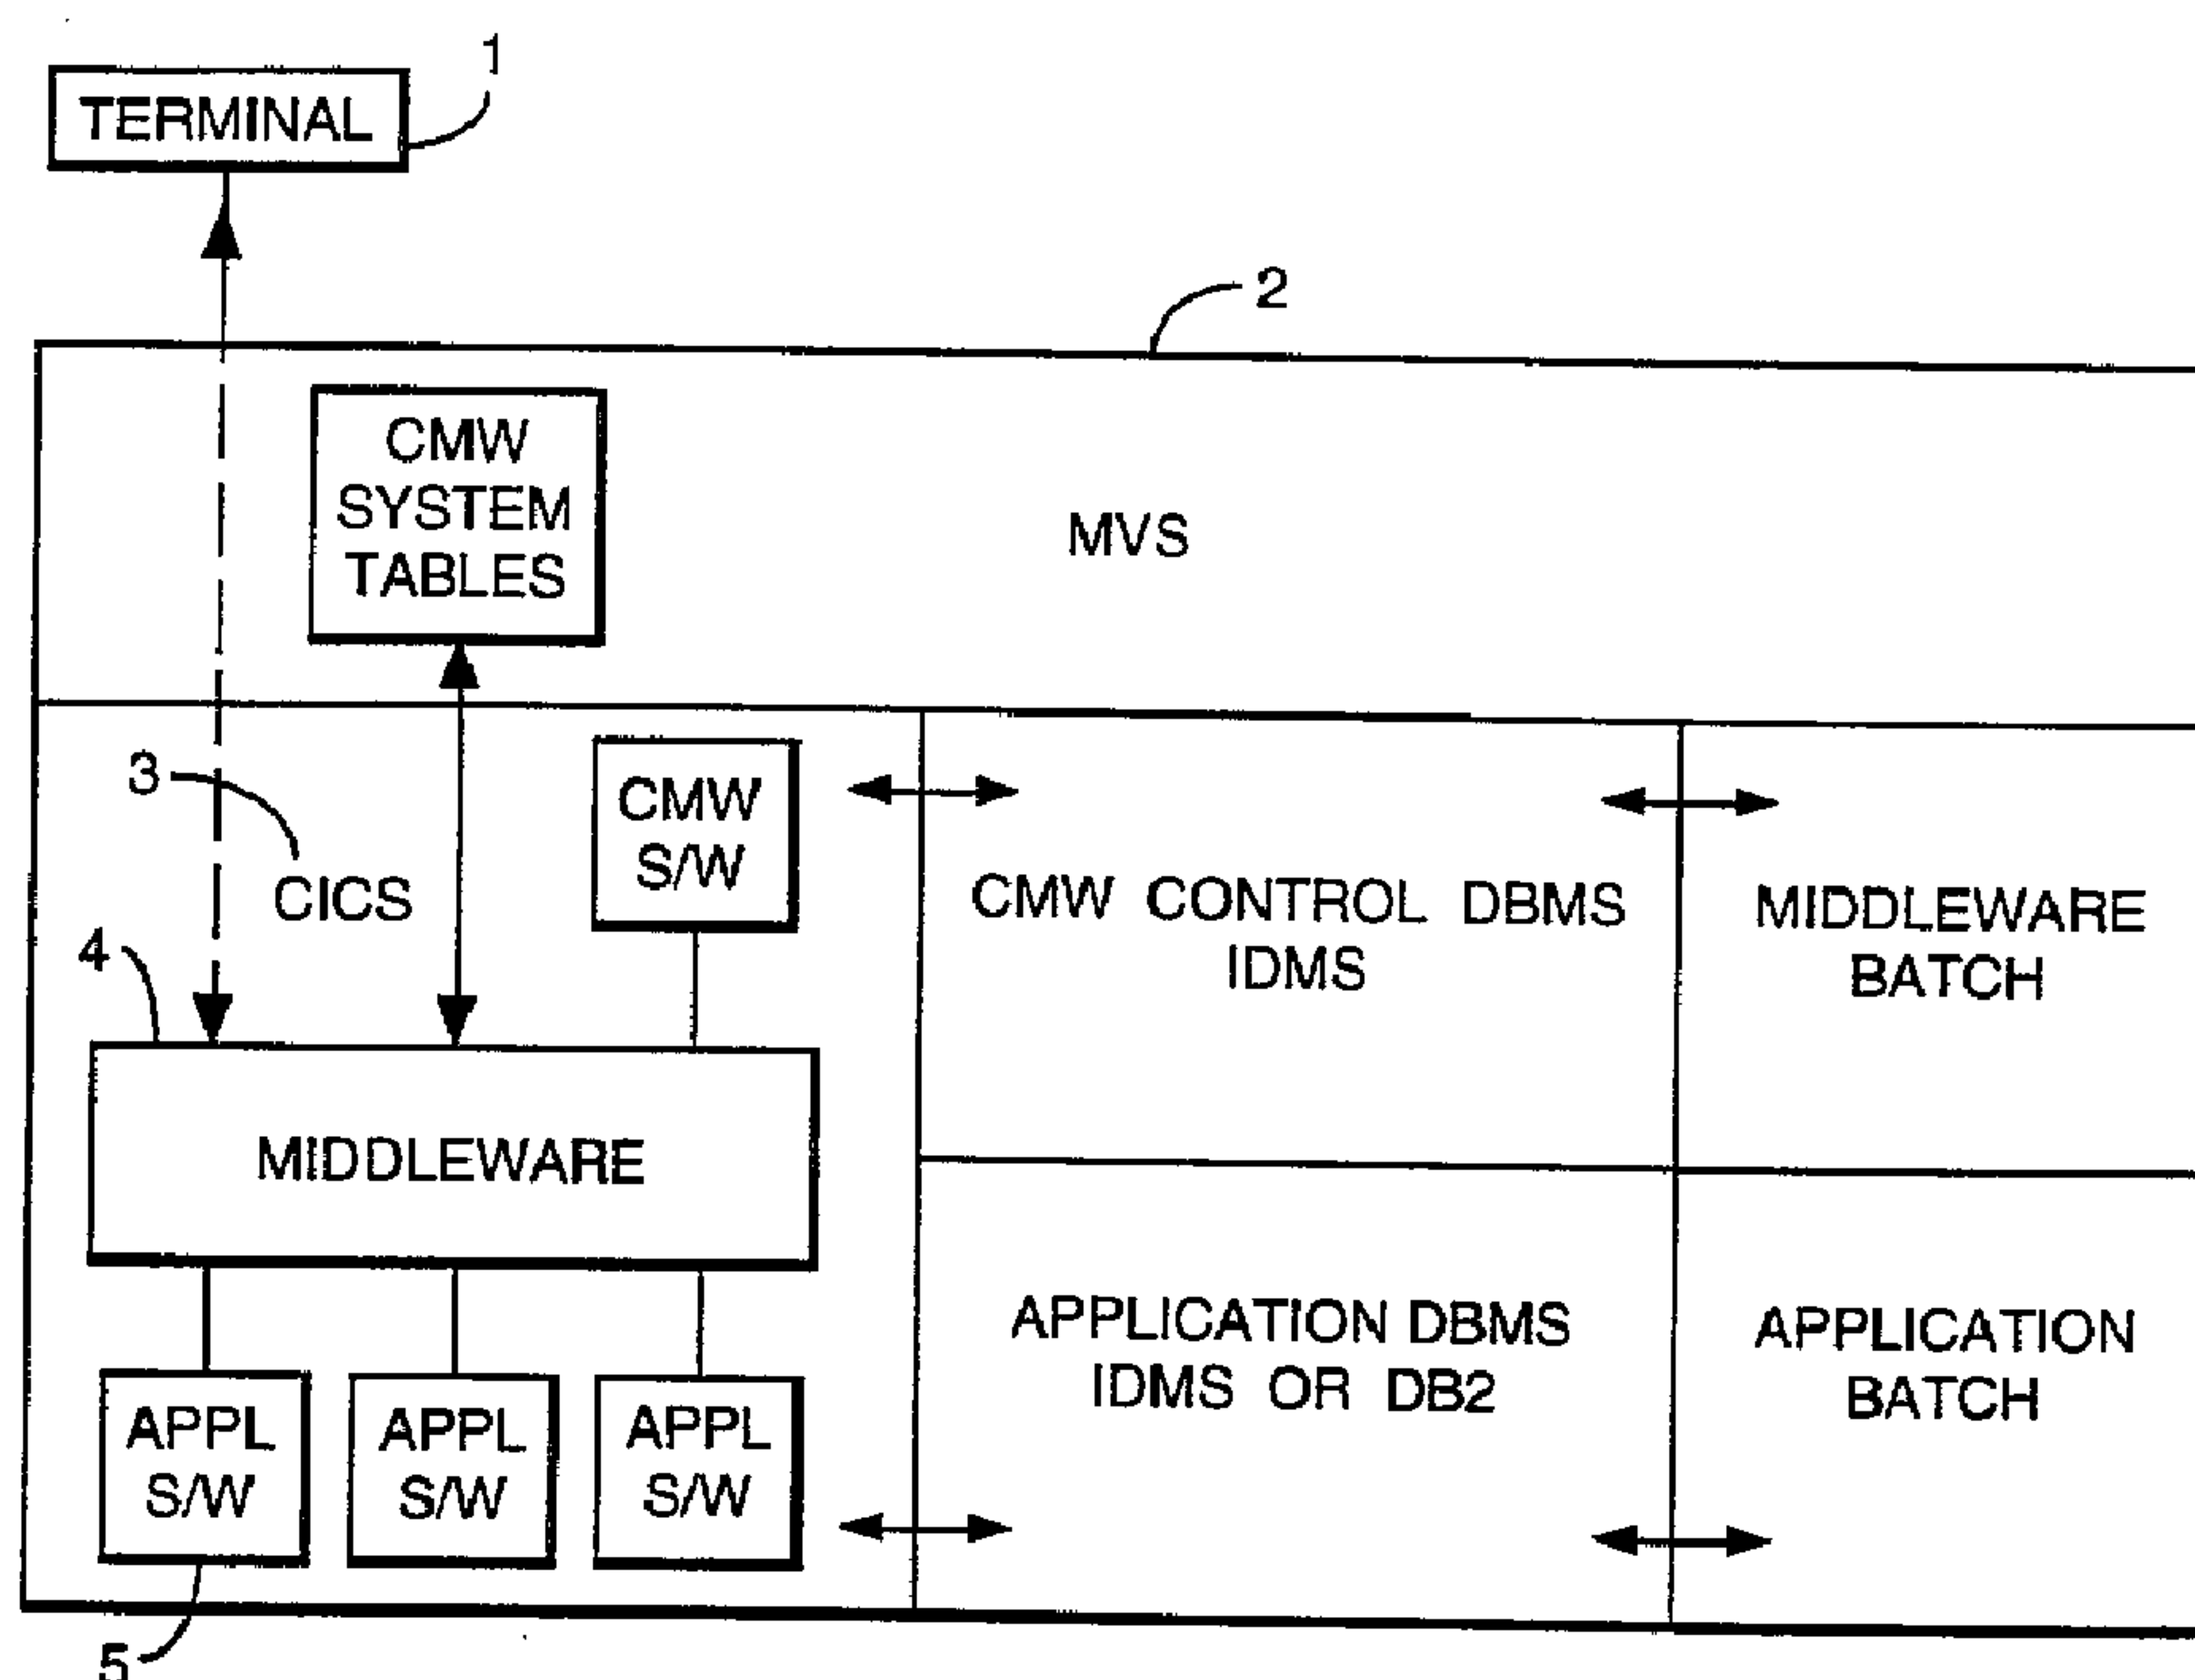 1
TERMINAL
2
CMW
SYSTEM
TABLES
MVS
3
CICS
CMW
S/W
CMW CONTROL DBMS
IDMS
MIDDLEWARE
BATCH
4
MIDDLEWARE
APPL
S/W
APPL
S/W
APPL
S/W
APPLICATION DBMS
IDMS OR DB2
APPLICATION
BATCH
5